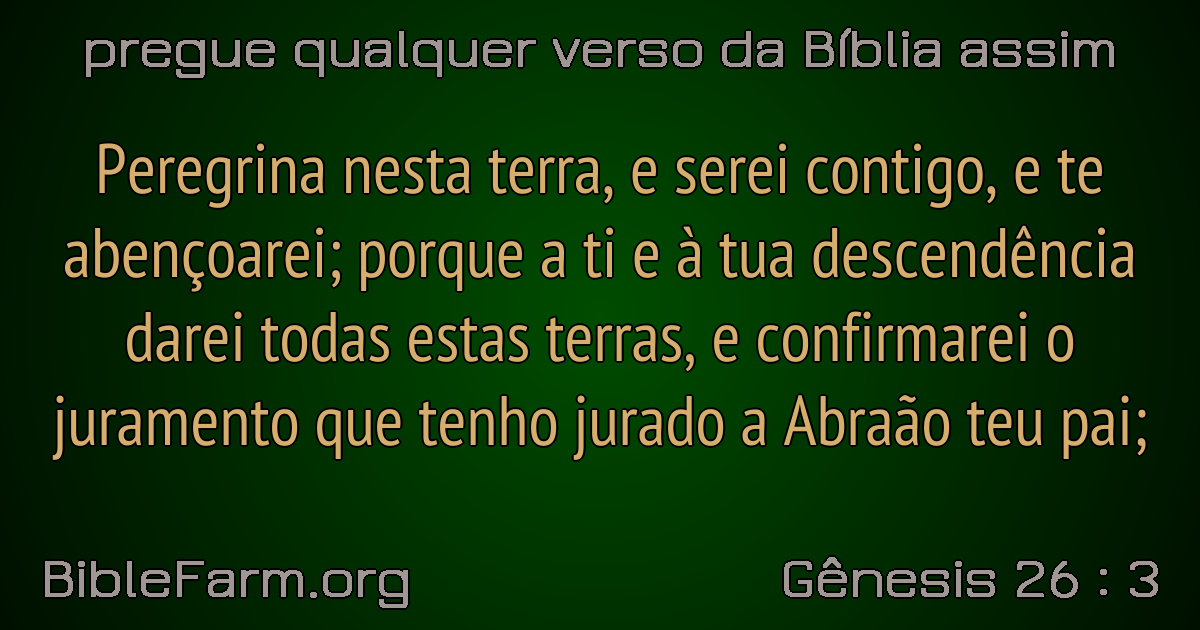 pregue qualquer verso da Bíblia assim
Peregrina nesta terra, e serei contigo, e te
abençoarei; porque a ti e à tua descendência
darei todas estas terras, e confirmarei o
juramento que tenho jurado a Abraão teu pai;
BibleFarm.org
Gênesis 26 : 3